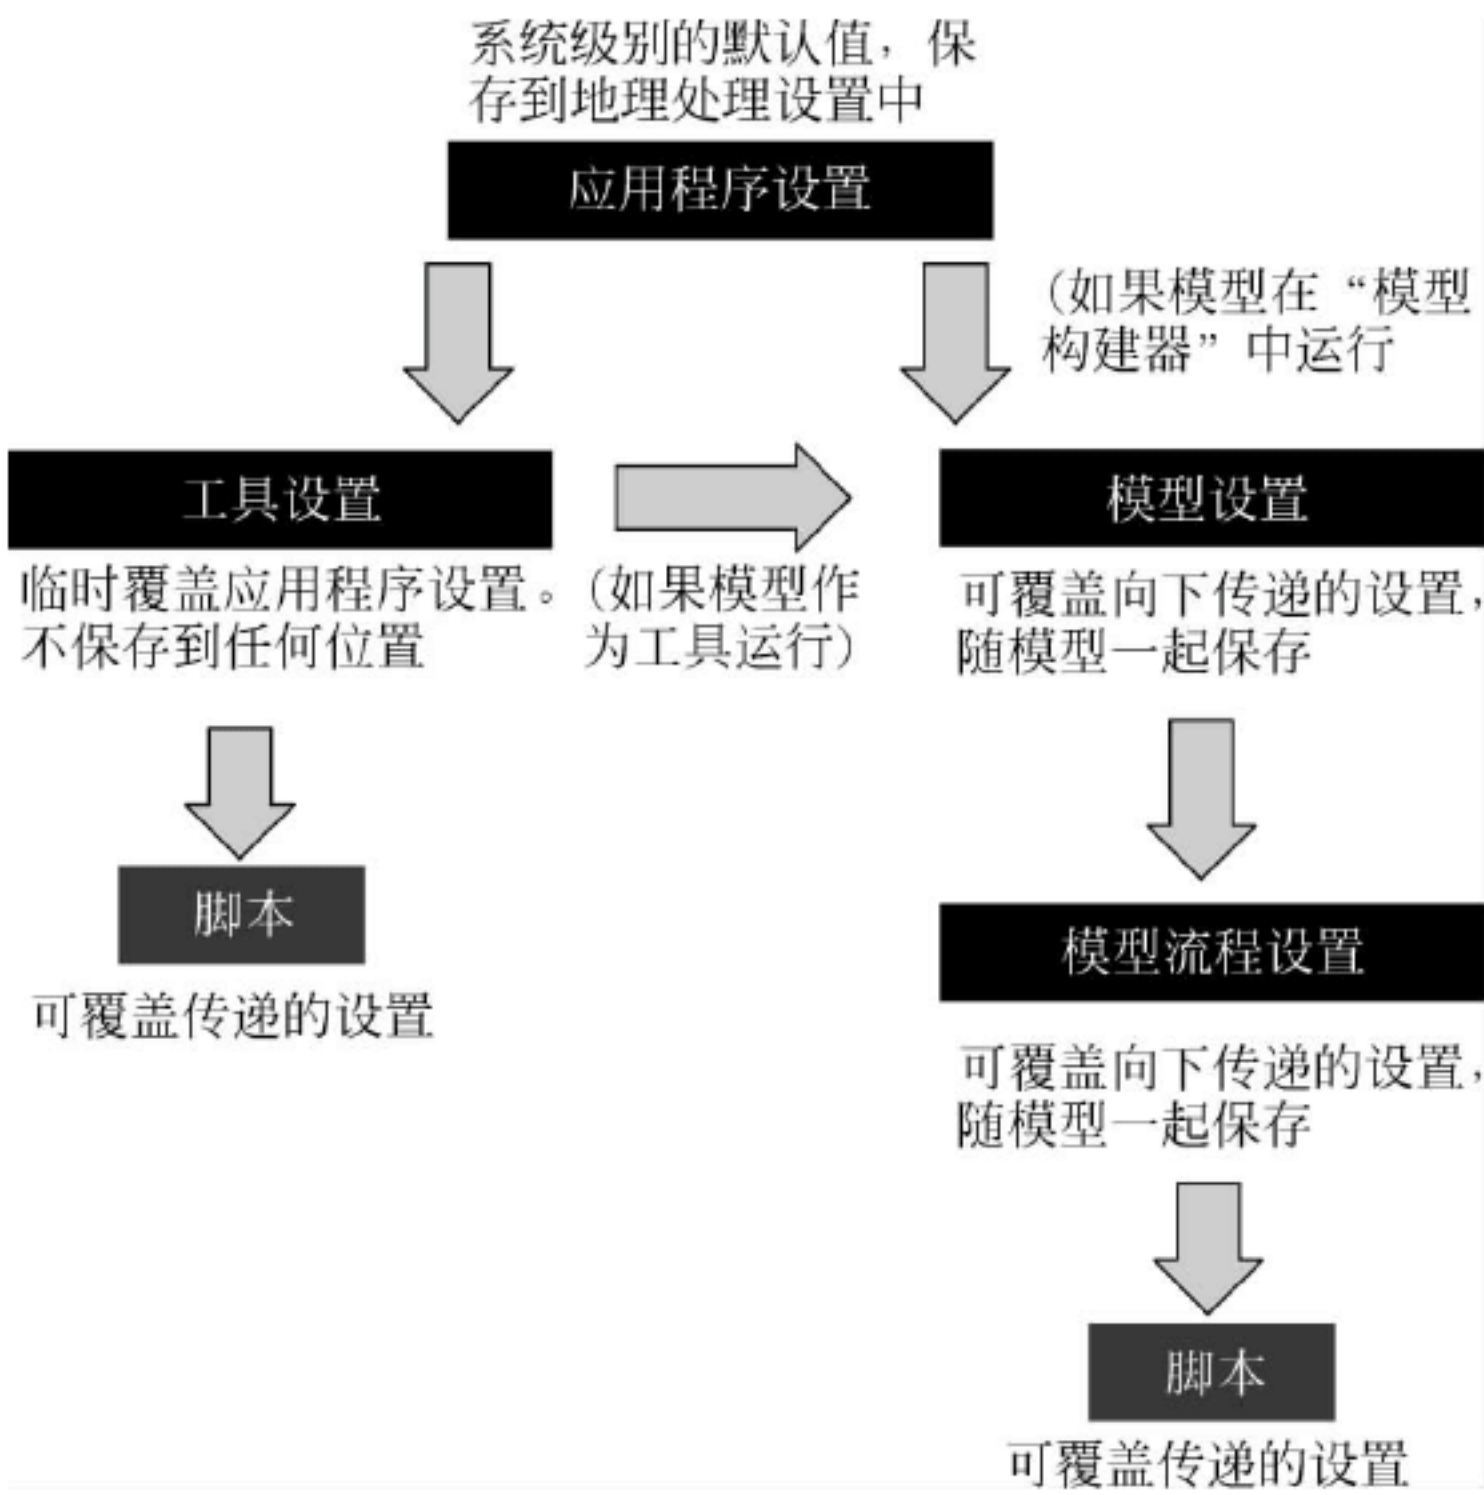 系统级别的默认值，保
存到地理处理设置中
应用程序设置
(如果模型在“模型
构建器”中运行
工具设置
模型设置
临时覆盖应用程序设置。
不保存到任何位置
(如果模型作
为工具运行)
可覆盖向下传递的设置，
随模型一起保存
脚本
可覆盖传递的设置
模型流程设置
可覆盖向下传递的设置，
随模型一起保存
脚本
可覆盖传递的设置